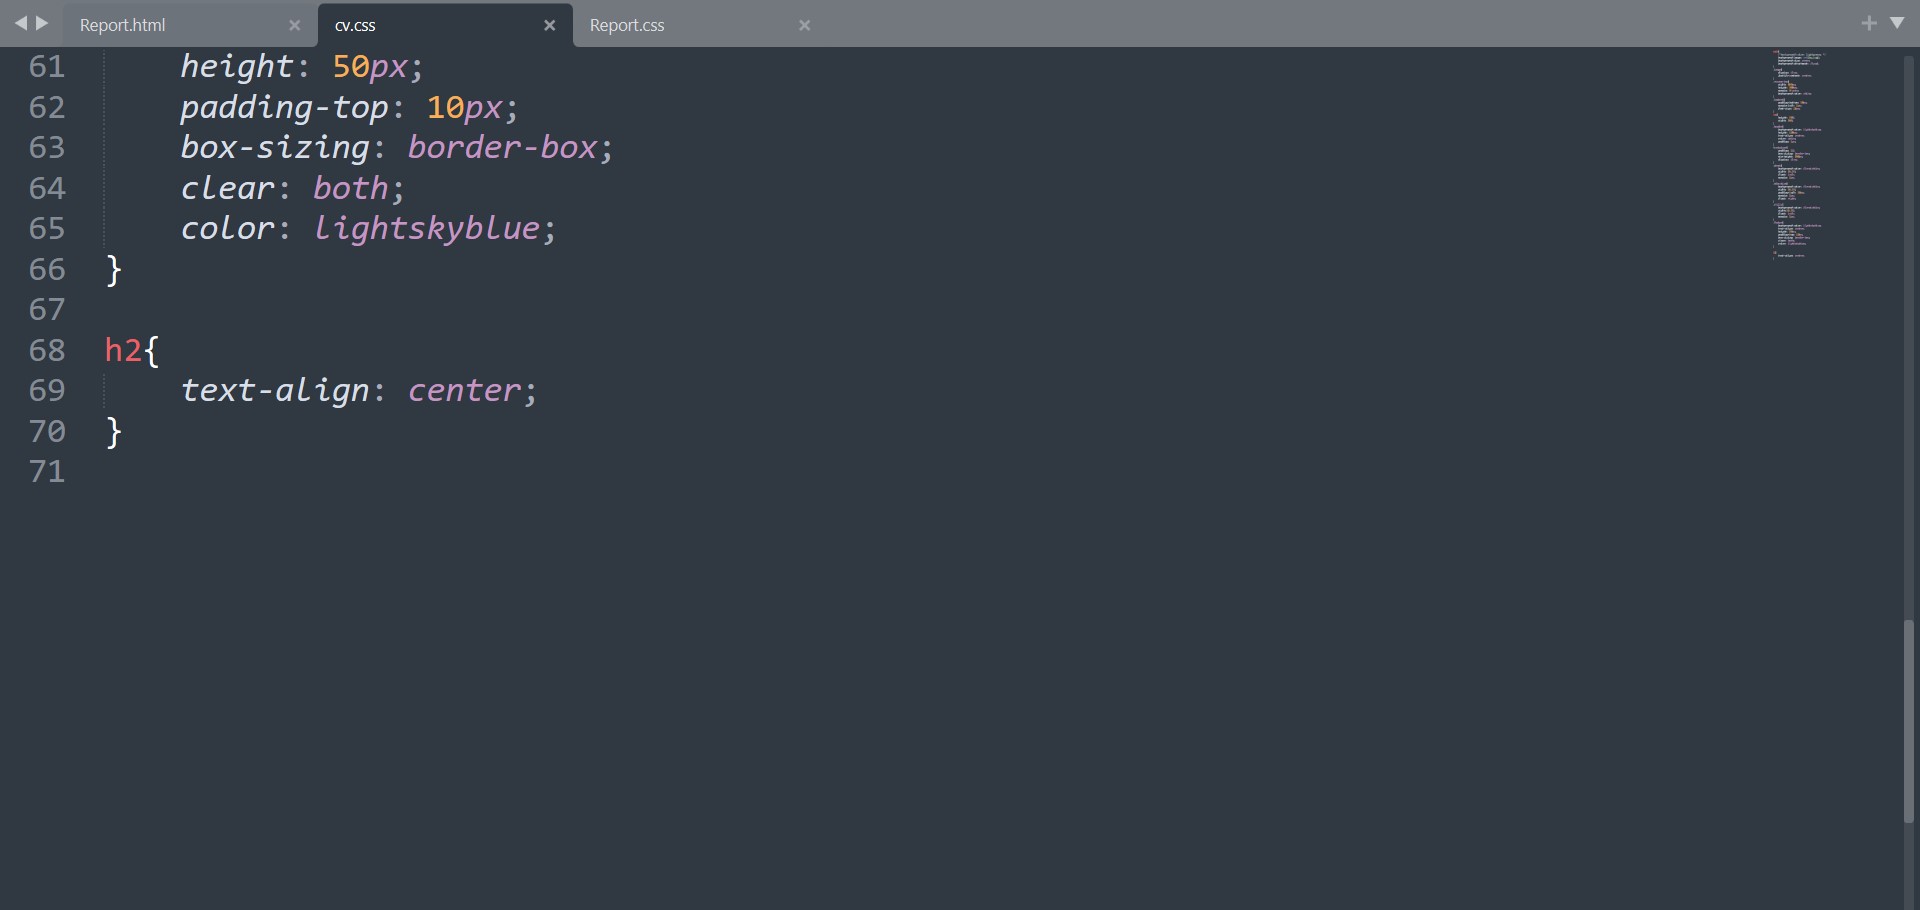 Report.html
cv.css
Report.css
61 height: 50px;
62 padding-top: 10px;
63 box-sizing: border-box;
64 clear: both;
65 color: lightskyblue;
66 }
67
68 h2{
69 text-align: center;
70 }
71